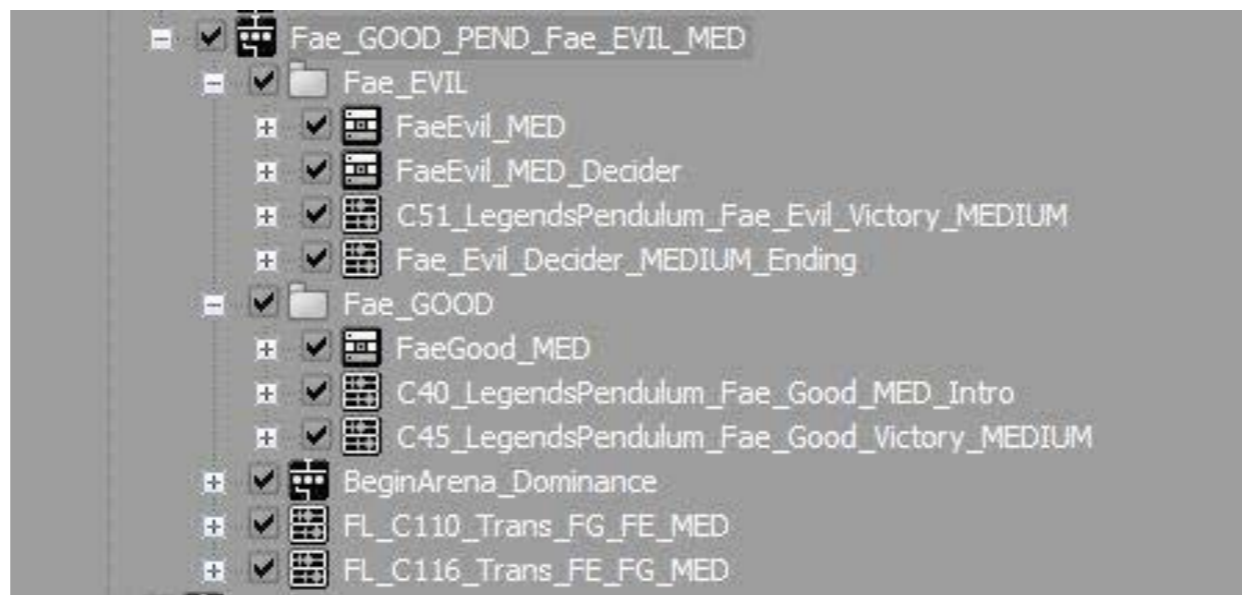 Fae_GOOD_PEND_Fae_EVIL_MED
Fae_EVIL
FaeEvil_MED
FaeEvil_MED_Decider
C51_LegendsPendulum_Fae_Evil_Victory_MEDIUM
Fae_Evil_Decider_MEDIUM_Ending
Fae_GOOD
FaeGood_MED
C40_LegendsPendulum_Fae_Good_MED_Intro
C45_LegendsPendulum_Fae_Good_Victory_MEDIUM
BeginArena_Dominance
FL_C110_Trans_FG_FE_MED
FL_C116_Trans_FE_FG_MED